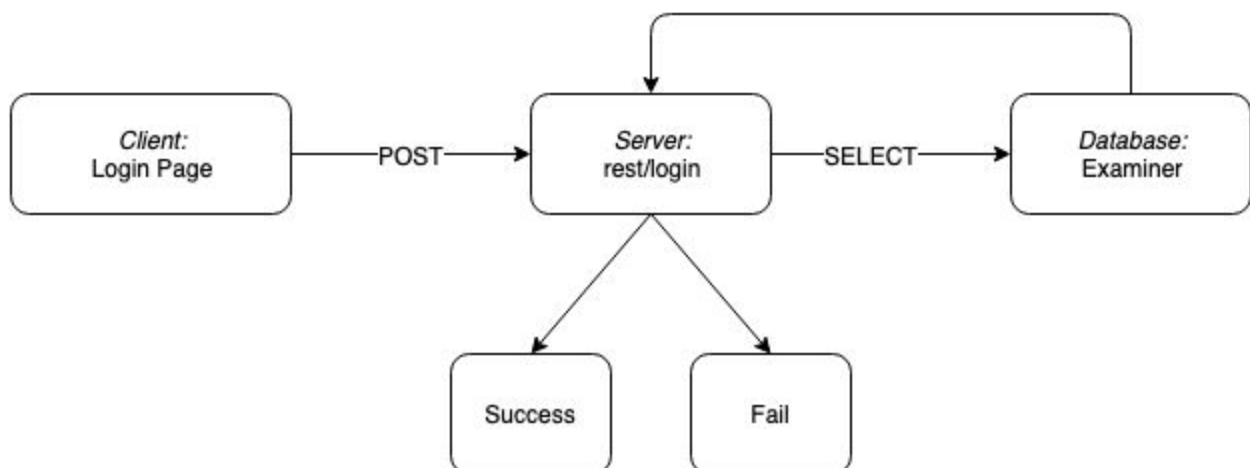 Client:
Login Page
POST
Server:
rest/login
SELECT
Database:
Examiner
Success
Fail